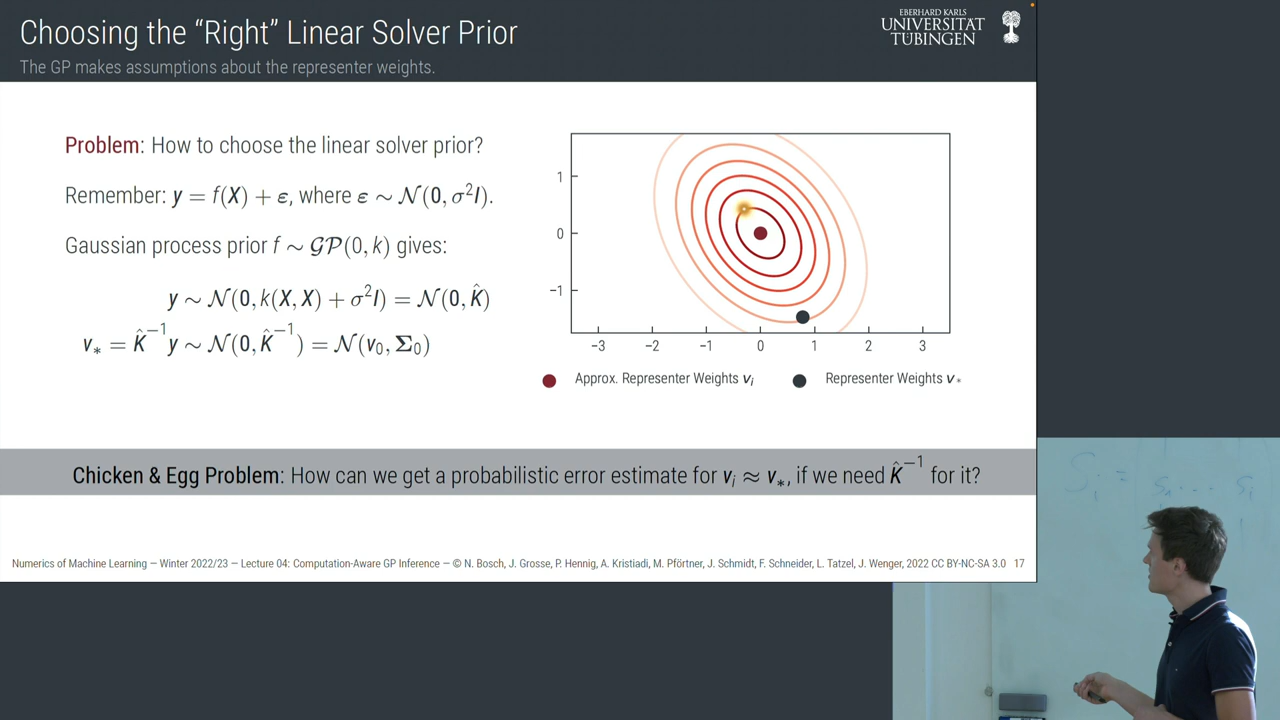 Choosing the “Right” Linear Solver Prior
The GP makes assumptions about the representer weights.
EBERHARD KARLS
UNIVERSITÄT
TÜBINGEN
Problem: How to choose the linear solver prior?
Remember: y = f(X) + ε, where ε ∼ 𝒩(0, σ²I).
Gaussian process prior f ∼ 𝒢𝒫(0, k) gives:
y ∼ 𝒩(0, k(X, X) + σ²I) = 𝒩(0, K̂)
v∗ = K̂⁻¹y ∼ 𝒩(0, K̂⁻¹) = 𝒩(v₀, Σ₀)
1
0
−1
−3 −2 −1 0 1 2 3
Approx. Representer Weights vᵢ Representer Weights v∗
Chicken & Egg Problem: How can we get a probabilistic error estimate for vᵢ ≈ v∗, if we need K̂⁻¹ for it?
Numerics of Machine Learning — Winter 2022/23 — Lecture 04: Computation-Aware GP Inference — © N. Bosch, J. Grosse, P. Hennig, A. Kristiadi, M. Pförtner, J. Schmidt, F. Schneider, L. Tatzel, J. Wenger, 2022 CC BY-NC-SA 3.0 17